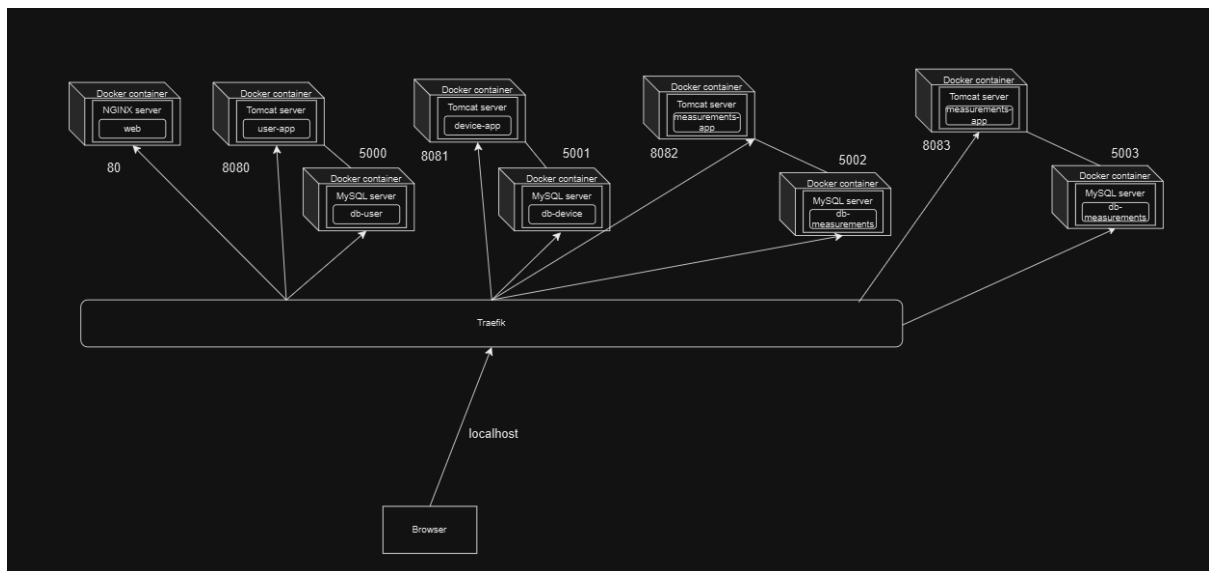 Docker container
NGINX server
web
80
Docker container
Tomcat server
user-app
8080
5000
Docker container
MySQL server
db-user
Docker container
Tomcat server
device-app
8081
5001
Docker container
MySQL server
db-device
Docker container
Tomcat server
measurements-
app
8082
5002
Docker container
MySQL server
db-
measurements
Docker container
Tomcat server
measurements-
app
8083
5003
Docker container
MySQL server
db-
measurements
Traefik
localhost
Browser